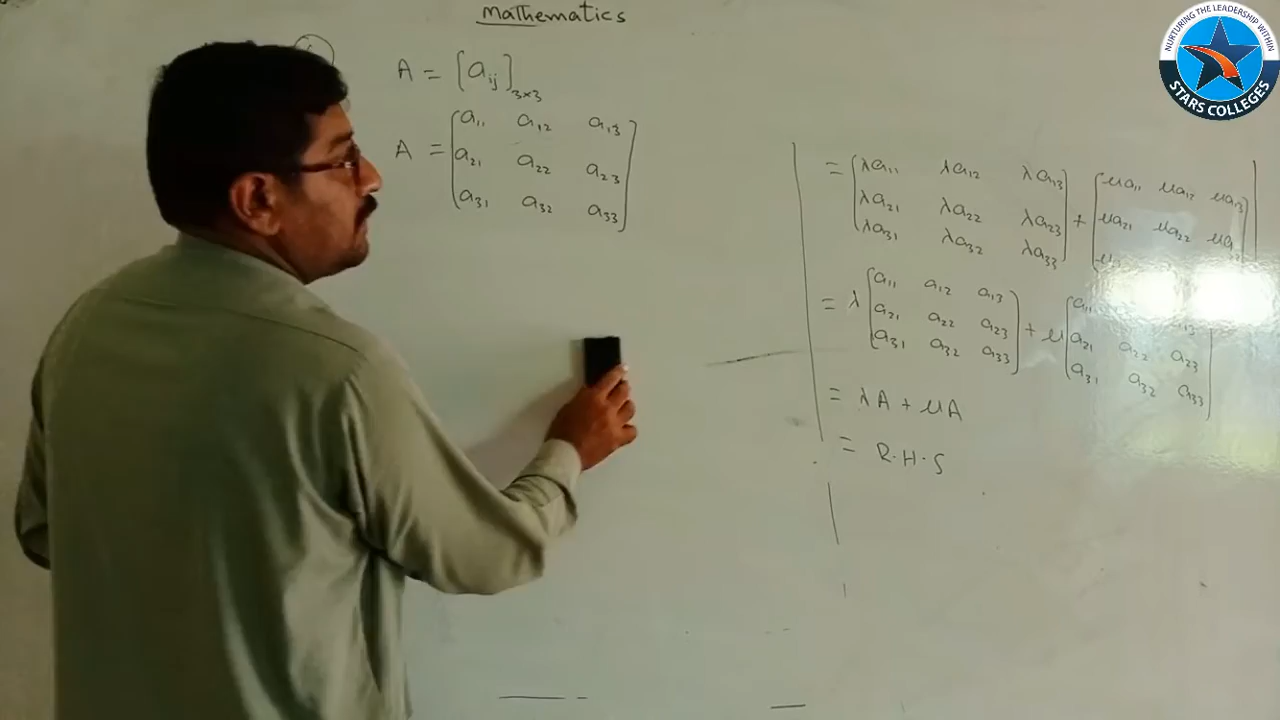 Mathematics
A = [aij]3×3
A = [a11 a12 a13
a21 a22 a23
a31 a32 a33]
= [λa11 λa12 λa13
λa21 λa22 λa23
λa31 λa32 λa33] + [μa11 μa12 μa13
μa21 μa22
= λ [a11 a12 a13
a21 a22 a23
a31 a32 a33] + μ [a11 a13
a21 a22 a23
a31 a32 a33]
= λA + μA
= R.H.S
NURTURING THE LEADERSHIP WITHIN
STARS COLLEGES